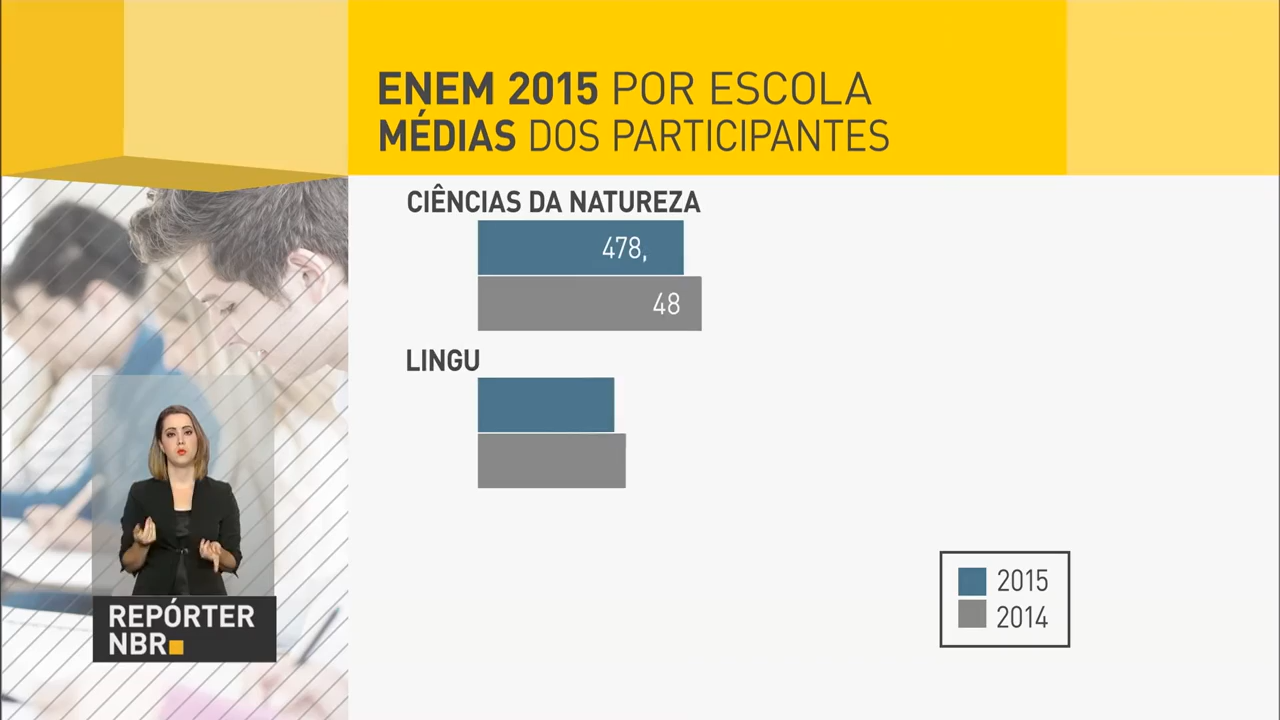 ENEM 2015 POR ESCOLA
MÉDIAS DOS PARTICIPANTES
CIÊNCIAS DA NATUREZA
478,
48
LINGU
2015
2014
REPÓRTER
NBR